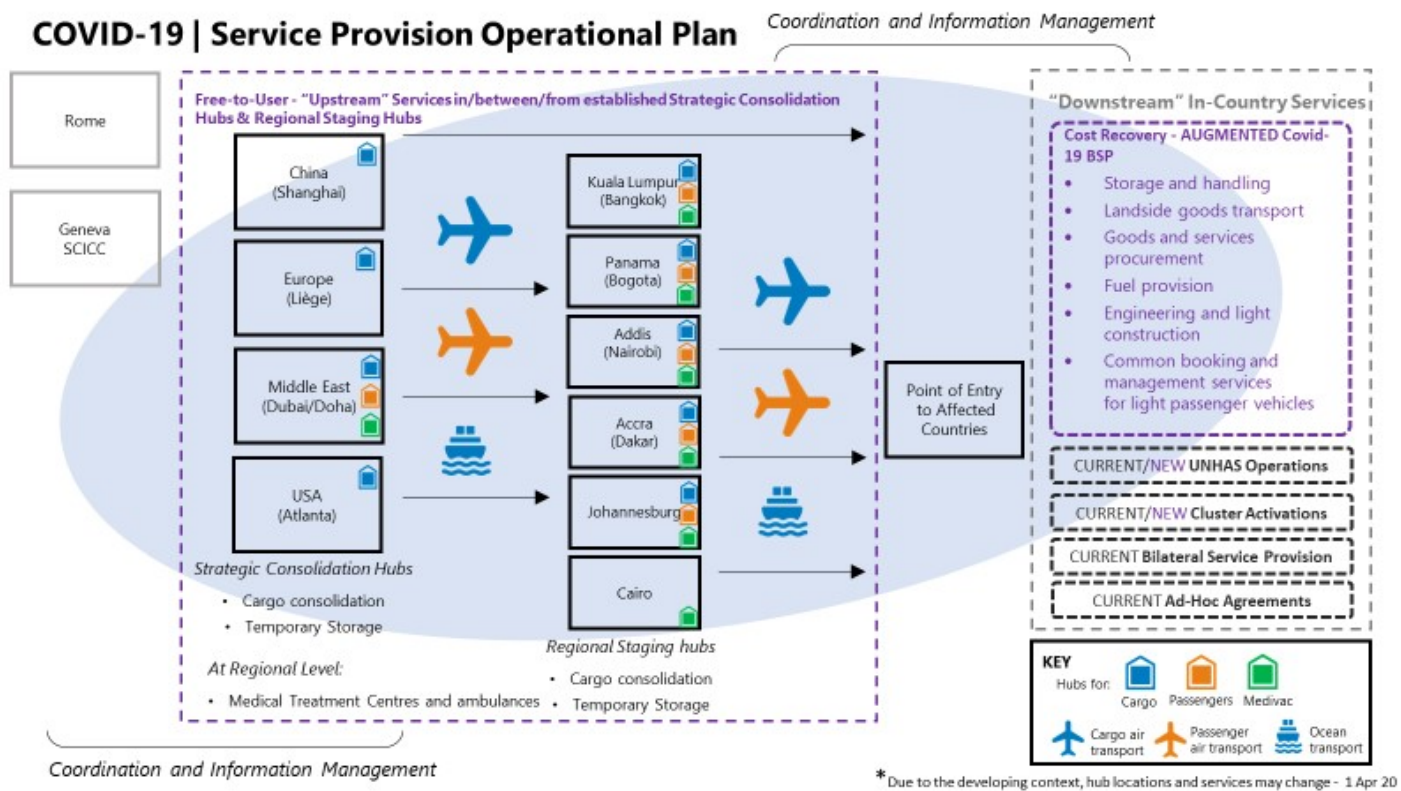 COVID-19 | Service Provision Operational Plan
Coordination and Information Management
Rome
Geneva
SCICC
Free-to-User - “Upstream” Services in/between/from established Strategic Consolidation
Hubs & Regional Staging Hubs
China
(Shanghai)
Europe
(Liège)
Middle East
(Dubai/Doha)
USA
(Atlanta)
Strategic Consolidation Hubs
• Cargo consolidation
• Temporary Storage
At Regional Level:
• Medical Treatment Centres and ambulances
Kuala Lumpur
(Bangkok)
Panama
(Bogota)
Addis
(Nairobi)
Accra
(Dakar)
Johannesburg
Cairo
Regional Staging hubs
• Cargo consolidation
• Temporary Storage
Point of Entry
to Affected
Countries
“Downstream” In-Country Services
Cost Recovery - AUGMENTED Covid-
19 BSP
• Storage and handling
• Landside goods transport
• Goods and services
procurement
• Fuel provision
• Engineering and light
construction
• Common booking and
management services
for light passenger vehicles
CURRENT/NEW UNHAS Operations
CURRENT/NEW Cluster Activations
CURRENT Bilateral Service Provision
CURRENT Ad-Hoc Agreements
KEY
Hubs for:
Cargo
Passengers
Medivac
Cargo air
transport
Passenger
air transport
Ocean
transport
Coordination and Information Management
* Due to the developing context, hub locations and services may change - 1 Apr 20